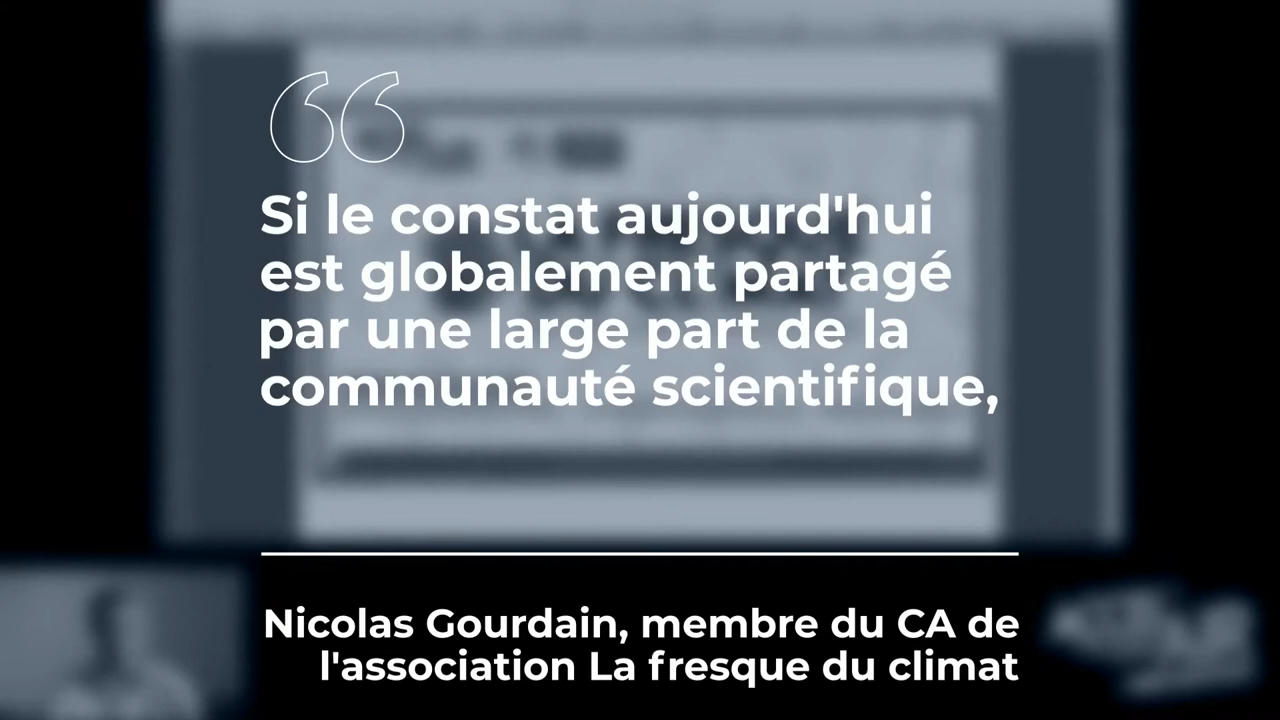 “
Si le constat aujourd'hui
est globalement partagé
par une large part de la
communauté scientifique,
Nicolas Gourdain, membre du CA de
l'association La fresque du climat